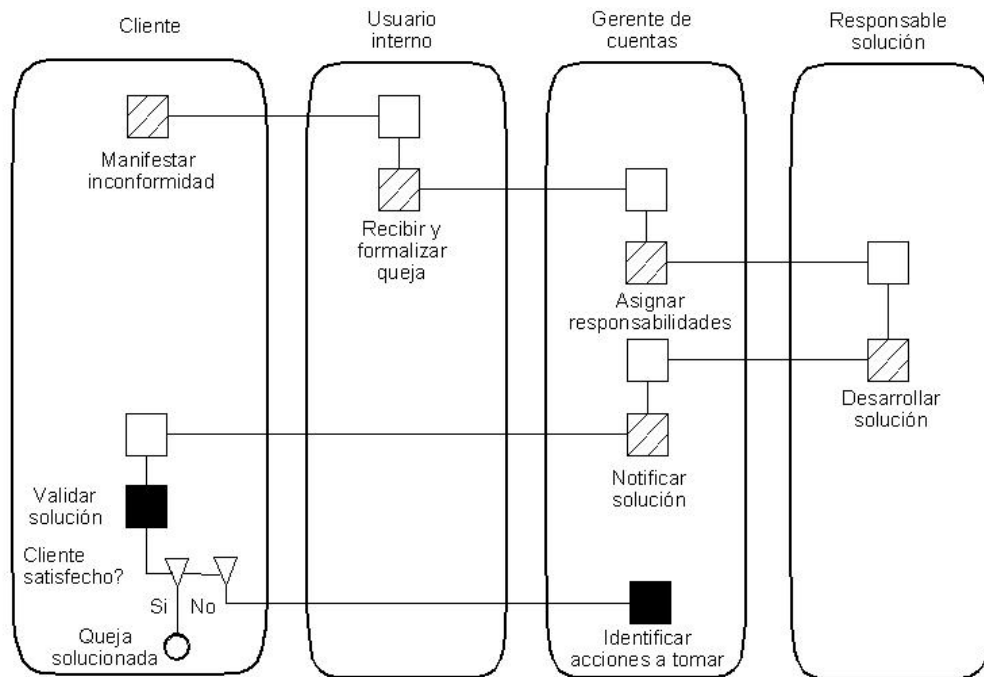 Cliente
Usuario
interno
Gerente de
cuentas
Responsable
solución
Manifestar
inconformidad
Recibir y
formalizar
queja
Asignar
responsabilidades
Desarrollar
solución
Notificar
solución
Validar
solución
Cliente
satisfecho?
Si No
Queja
solucionada
Identificar
acciones a tomar